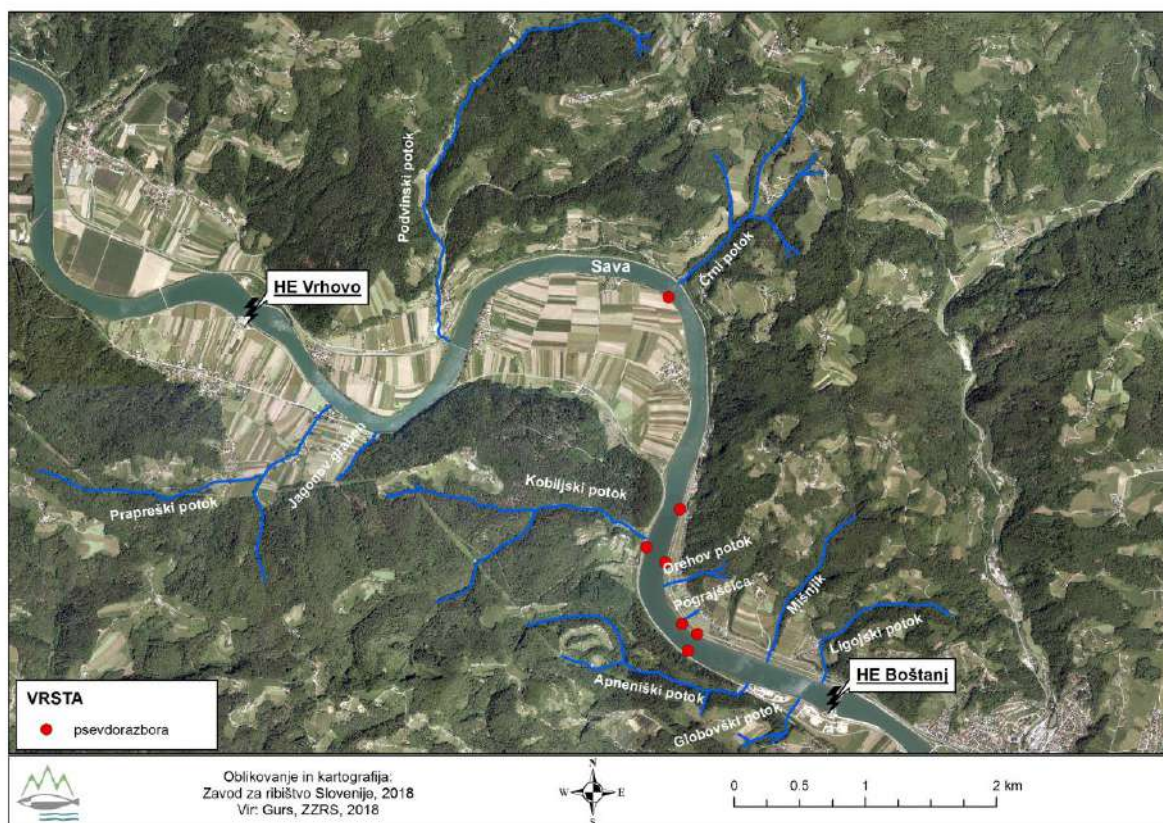 Podvinski potok
Sava
Črni potok
HE Vrhovo
Jagonov graben
Prapreški potok
Kobiljski potok
Orehov potok
Pograjščica
Mišnjik
Ligojski potok
Apneniški potok
HE Boštanj
Globovški potok
VRSTA
psevdorazbora
Oblikovanje in kartografija:
Zavod za ribištvo Slovenije, 2018
Vir: Gurs, ZZRS, 2018
N
W E
S
0 0.5 1 2 km